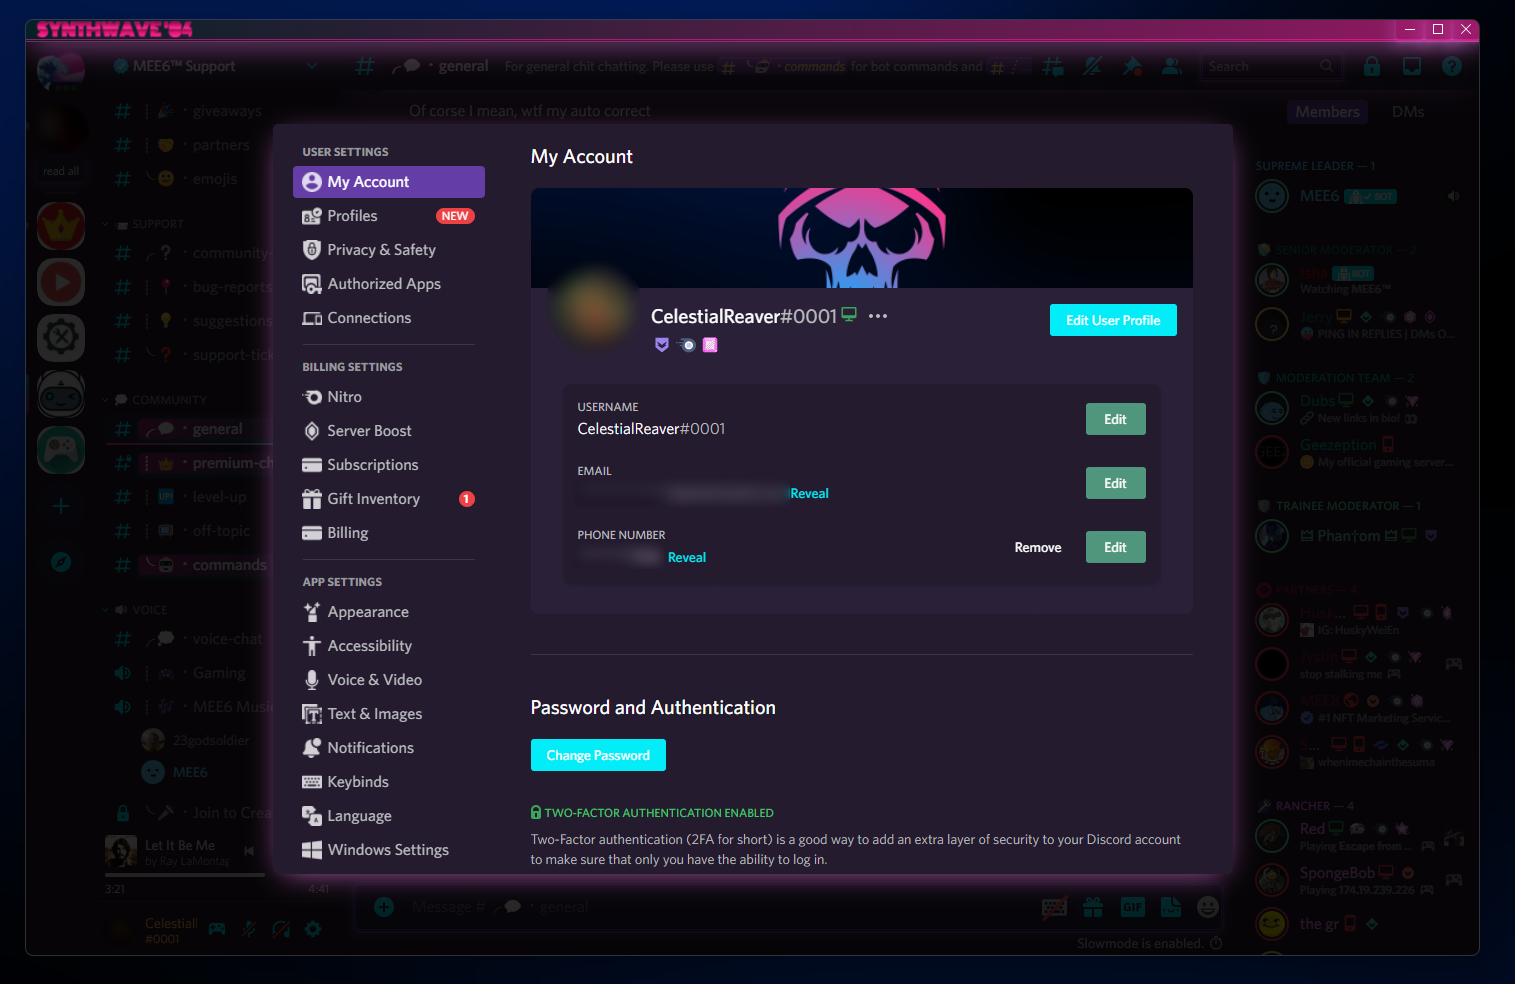 SYNTHWAVE'84
MEE6™ Support
general
For general chit chatting. Please use # commands for bot commands and #
Search
giveaways
partners
emojis
read all
SUPPORT
community-
bug-reports
suggestions
support-tick
COMMUNITY
general
premium-ch
level-up
off-topic
commands
VOICE
voice-chat
Gaming
MEE6 Music
23godsoldier
MEE6
Join to Crea
Let It Be Me
by Ray LaMontag
3:21
4:41
Celestiall
#0001
Of corse I mean, wtf my auto correct
USER SETTINGS
My Account
Profiles
NEW
Privacy & Safety
Authorized Apps
Connections
BILLING SETTINGS
Nitro
Server Boost
Subscriptions
Gift Inventory
1
Billing
APP SETTINGS
Appearance
Accessibility
Voice & Video
Text & Images
Notifications
Keybinds
Language
Windows Settings
My Account
CelestialReaver#0001
Edit User Profile
USERNAME
CelestialReaver#0001
Edit
EMAIL
Reveal
Edit
PHONE NUMBER
Reveal
Remove
Edit
Password and Authentication
Change Password
TWO-FACTOR AUTHENTICATION ENABLED
Two-Factor authentication (2FA for short) is a good way to add an extra layer of security to your Discord account
to make sure that only you have the ability to log in.
Message #
general
GIF
Slowmode is enabled.
Members
DMs
SUPREME LEADER — 1
MEE6 BOT
SENIOR MODERATOR — 2
Isha BOT
Watching MEE6™
Jerry
PING IN REPLIES | DMs O...
MODERATION TEAM — 2
Dubs
New links in bio!
Geezeption
My official gaming server...
TRAINEE MODERATOR — 1
Phan†om
PARTNERS — 4
Husk...
IG: HuskyWeiEn
stop stalking me
#1 NFT Marketing Servic...
S...
whenimechainthesuma
RANCHER — 4
Red
Playing Escape from ...
SpongeBob
Playing 174.19.239.226
the gr